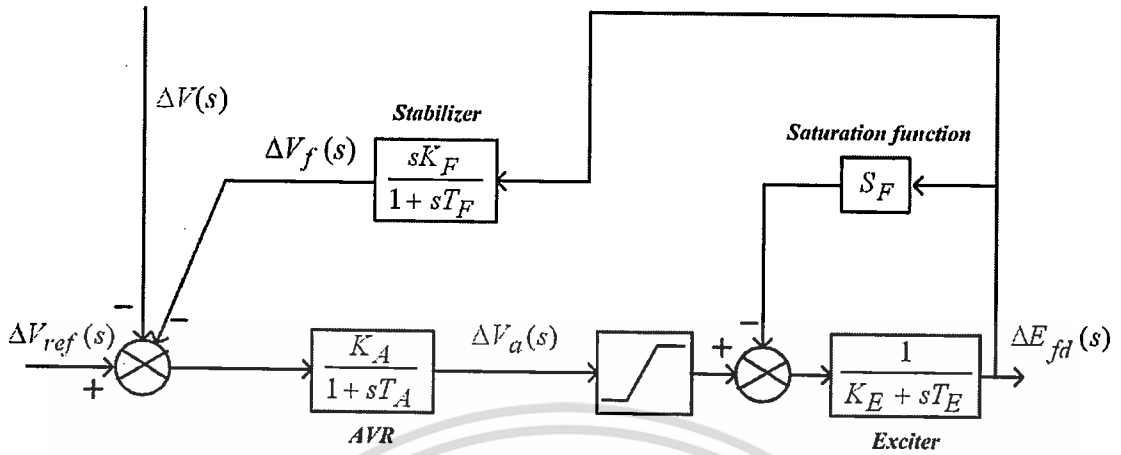 ΔV(s)
Stabilizer
Saturation function
ΔV_f (s)
sK_F
1 + sT_F
S_F
−
−
−
ΔV_ref (s)
+
K_A
1 + sT_A
AVR
ΔV_a (s)
+
1
K_E + sT_E
Exciter
ΔE_fd (s)